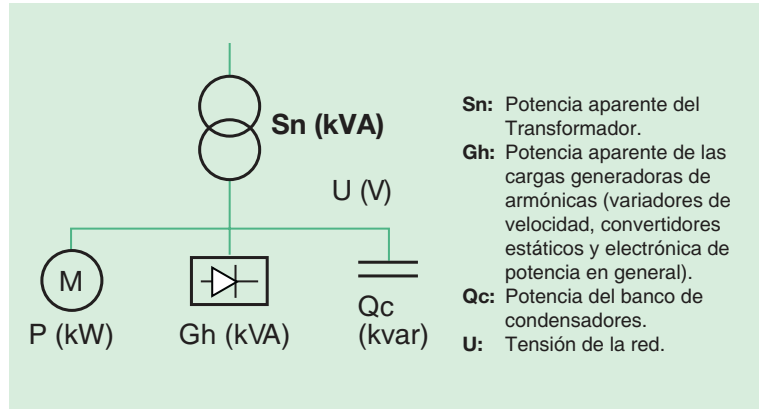 Sn (kVA)
U (V)
M
P (kW)
Gh (kVA)
Qc
(kvar)
Sn: Potencia aparente del
Transformador.
Gh: Potencia aparente de las
cargas generadoras de
armónicas (variadores de
velocidad, convertidores
estáticos y electrónica de
potencia en general).
Qc: Potencia del banco de
condensadores.
U: Tensión de la red.